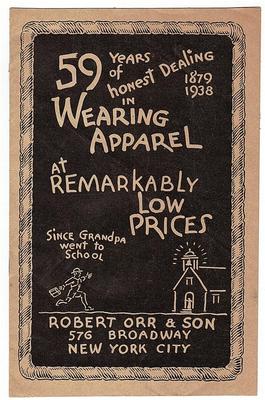 59 YEARS
of
honest DEALING
1879
1938
IN
WEARING
APPAREL
AT
REMARKABLY
LOW
PRICES
SINCE GRANDPA
WENT TO
SCHOOL
ROBERT ORR & SON
576 BROADWAY
NEW YORK CITY